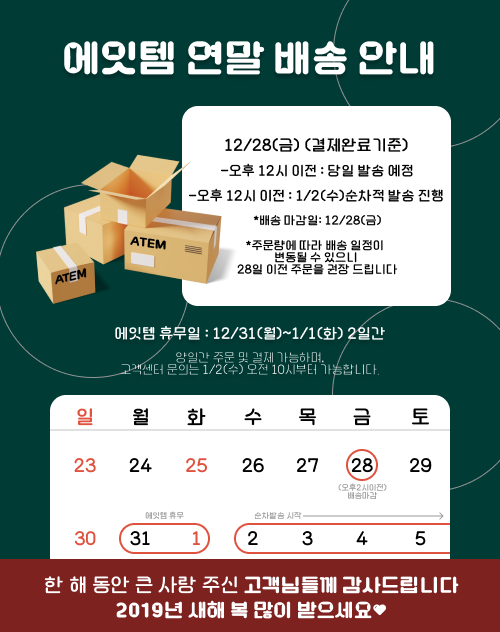 에잇템 연말 배송 안내
12/28(금) (결제완료기준)
-오후 12시 이전 : 당일 발송 예정
-오후 12시 이전 : 1/2(수)순차적 발송 진행
*배송 마감일: 12/28(금)
*주문량에 따라 배송 일정이
변동될 수 있으니
28일 이전 주문을 권장 드립니다
ATEM
ATEM
에잇템 휴무일 : 12/31(월)~1/1(화) 2일간
양일간 주문 및 결제 가능하며,
고객센터 문의는 1/2(수) 오전 10시부터 가능합니다.
일 월 화 수 목 금 토
23 24 25 26 27 28 29
(오후2시이전)
배송마감
에잇템 휴무 순차발송 시작
30 31 1 2 3 4 5
한 해 동안 큰 사랑 주신 고객님들께 감사드립니다
2019년 새해 복 많이 받으세요♥